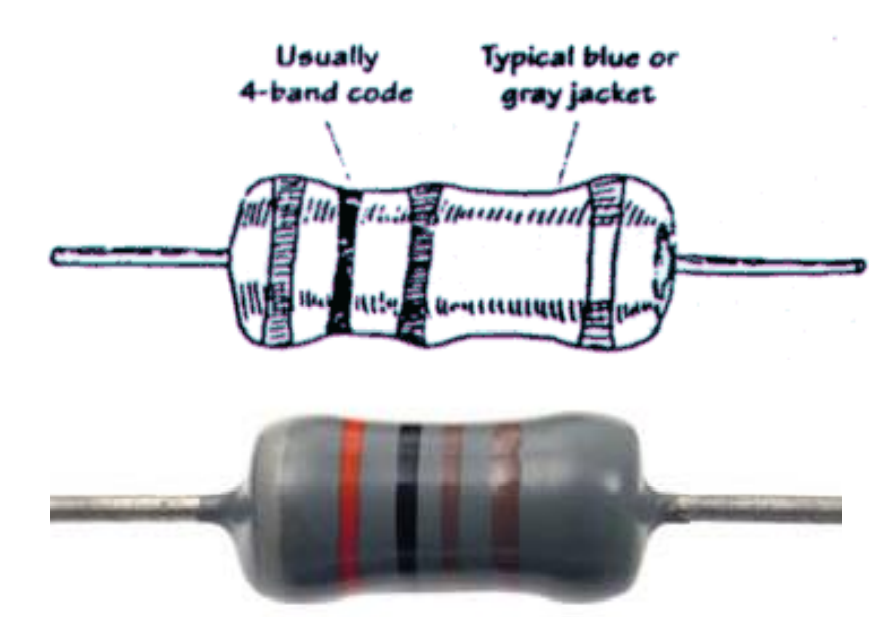 Usually
4-band code
Typical blue or
gray jacket